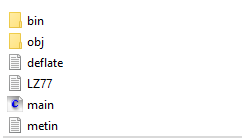 bin
obj
deflate
LZ77
main
metin